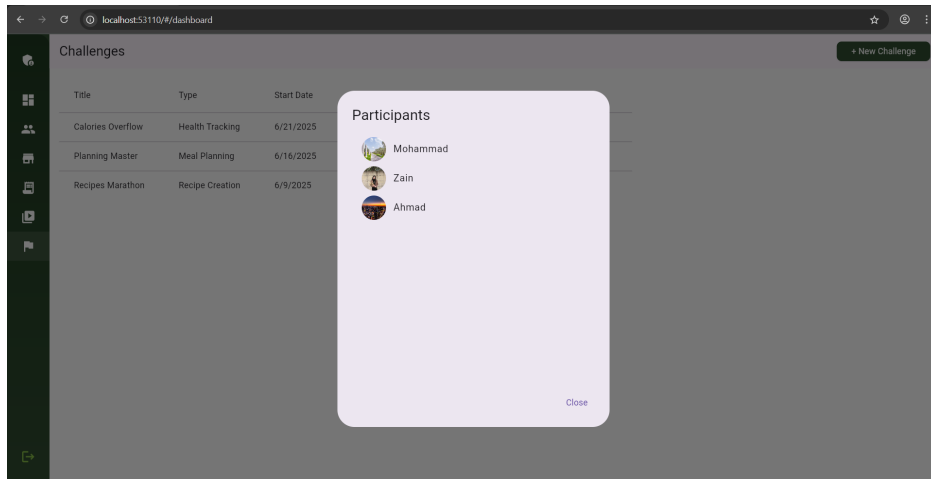 localhost:53110/#/dashboard
Challenges
+ New Challenge
Title Type Start Date
Calories Overflow Health Tracking 6/21/2025
Planning Master Meal Planning 6/16/2025
Recipes Marathon Recipe Creation 6/9/2025
Participants
Mohammad
Zain
Ahmad
Close